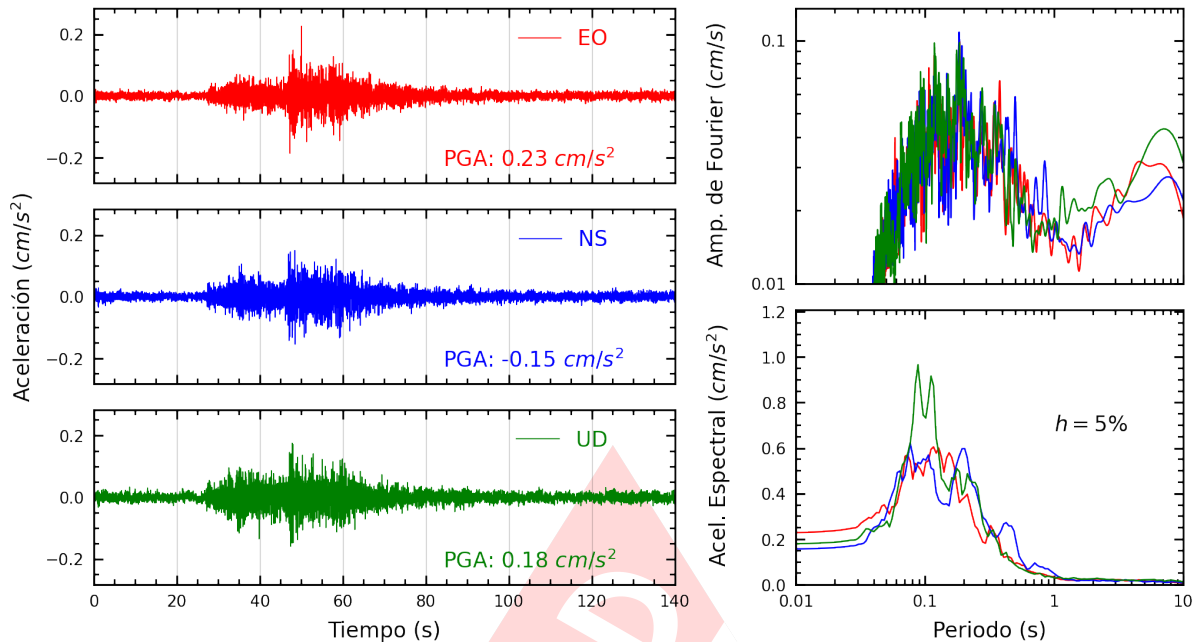 Aceleración (cm/s²)
0.2
0.0
−0.2
EO
PGA: 0.23 cm/s²
0.2
0.0
−0.2
NS
PGA: -0.15 cm/s²
0.2
0.0
−0.2
UD
PGA: 0.18 cm/s²
0 20 40 60 80 100 120 140
Tiempo (s)
Amp. de Fourier (cm/s)
0.1
0.01
Acel. Espectral (cm/s²)
1.2
1.0
0.8
0.6
0.4
0.2
0.0
h = 5%
0.01 0.1 1 10
Periodo (s)